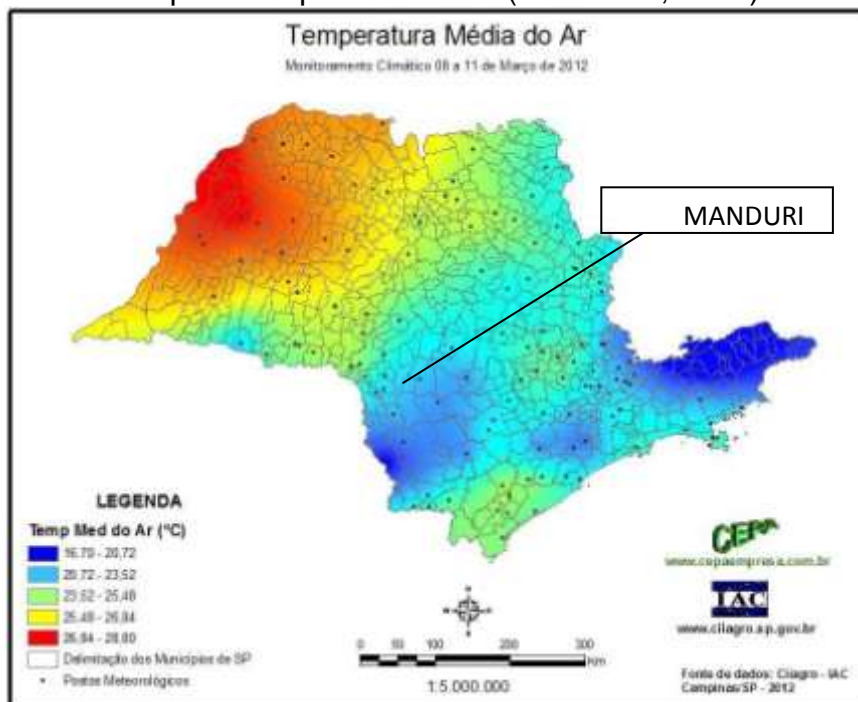 Temperatura Média do Ar
Monitoramento Climático 08 a 11 de Março de 2012
MANDURI
LEGENDA
Temp Med do Ar (ºC)
16,70 - 20,72
20,72 - 23,52
23,52 - 25,48
25,48 - 26,84
26,84 - 28,80
Delimitação dos Municípios de SP
Postos Meteorológicos
0 50 100 200 300
Km
1:5.000.000
CEPA
www.cepaempresa.com.br
IAC
www.ciiagro.sp.gov.br
Fonte de dados: Ciiagro - IAC
Campinas/SP - 2012